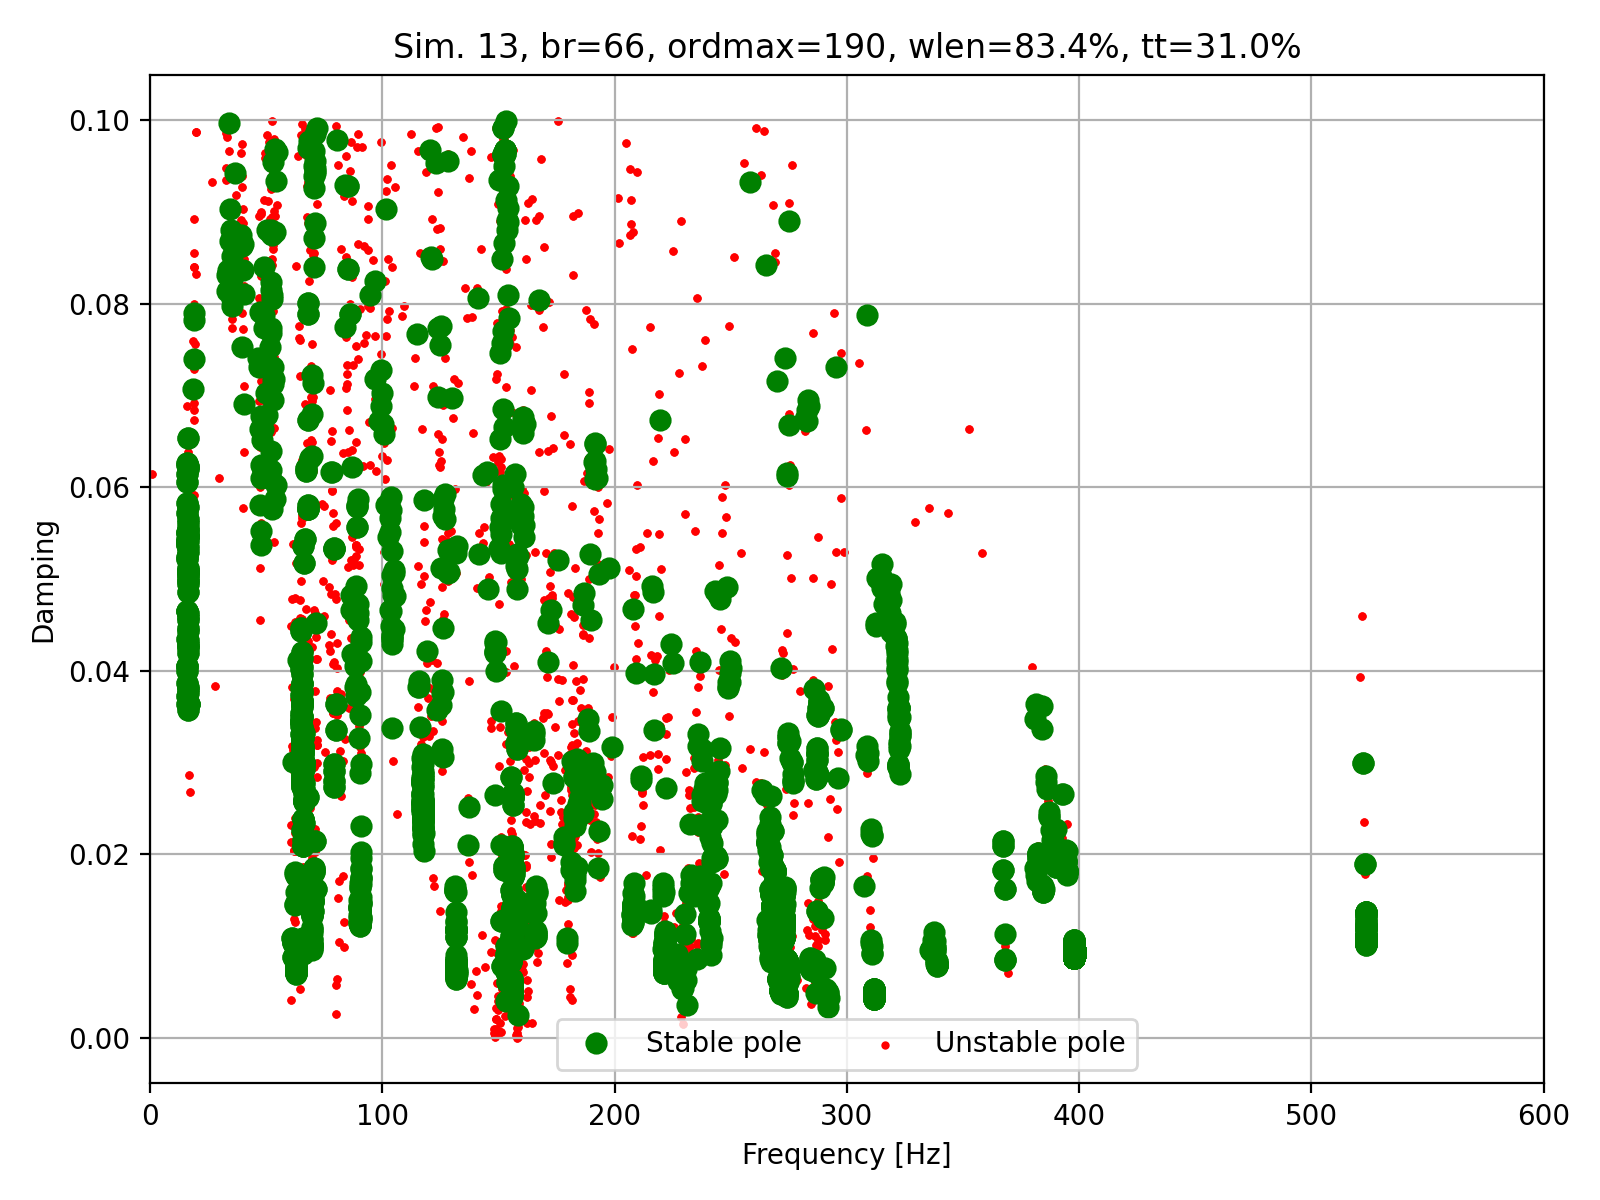 Sim. 13, br=66, ordmax=190, wlen=83.4%, tt=31.0%
0.10
0.08
0.06
0.04
0.02
0.00
Damping
Stable pole
Unstable pole
0
100
200
300
400
500
600
Frequency [Hz]